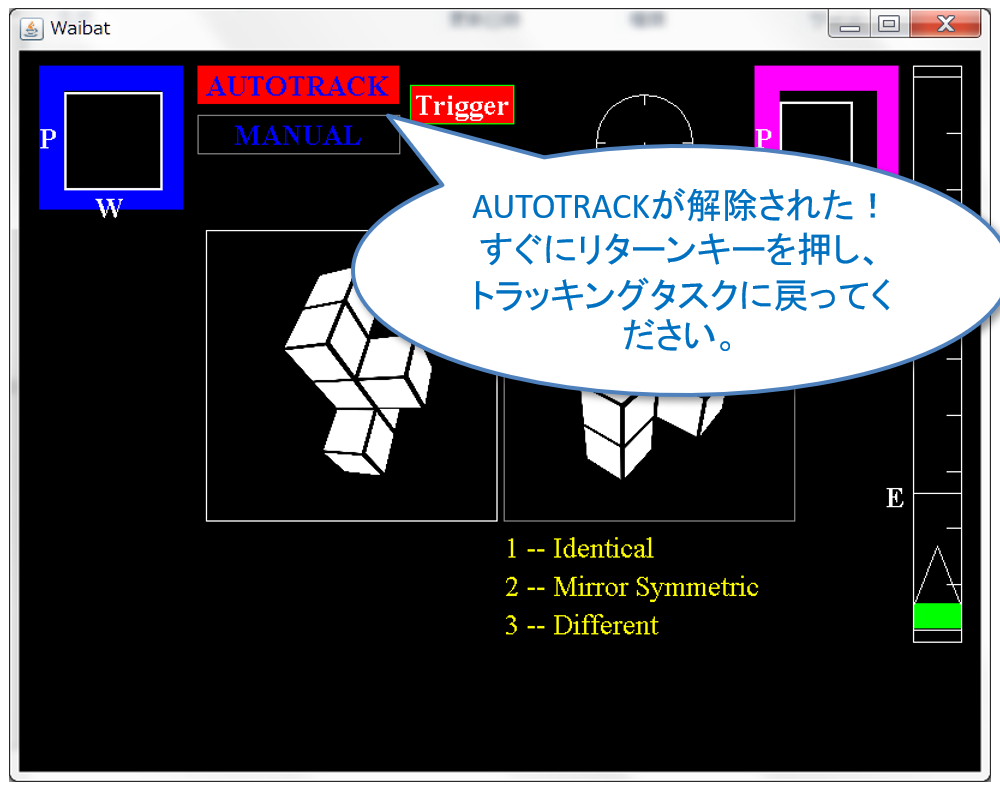 Waibat
AUTOTRACK
MANUAL
Trigger
P
W
P
AUTOTRACKが解除された！
すぐにリターンキーを押し、
トラッキングタスクに戻ってく
ださい。
E
1 -- Identical
2 -- Mirror Symmetric
3 -- Different